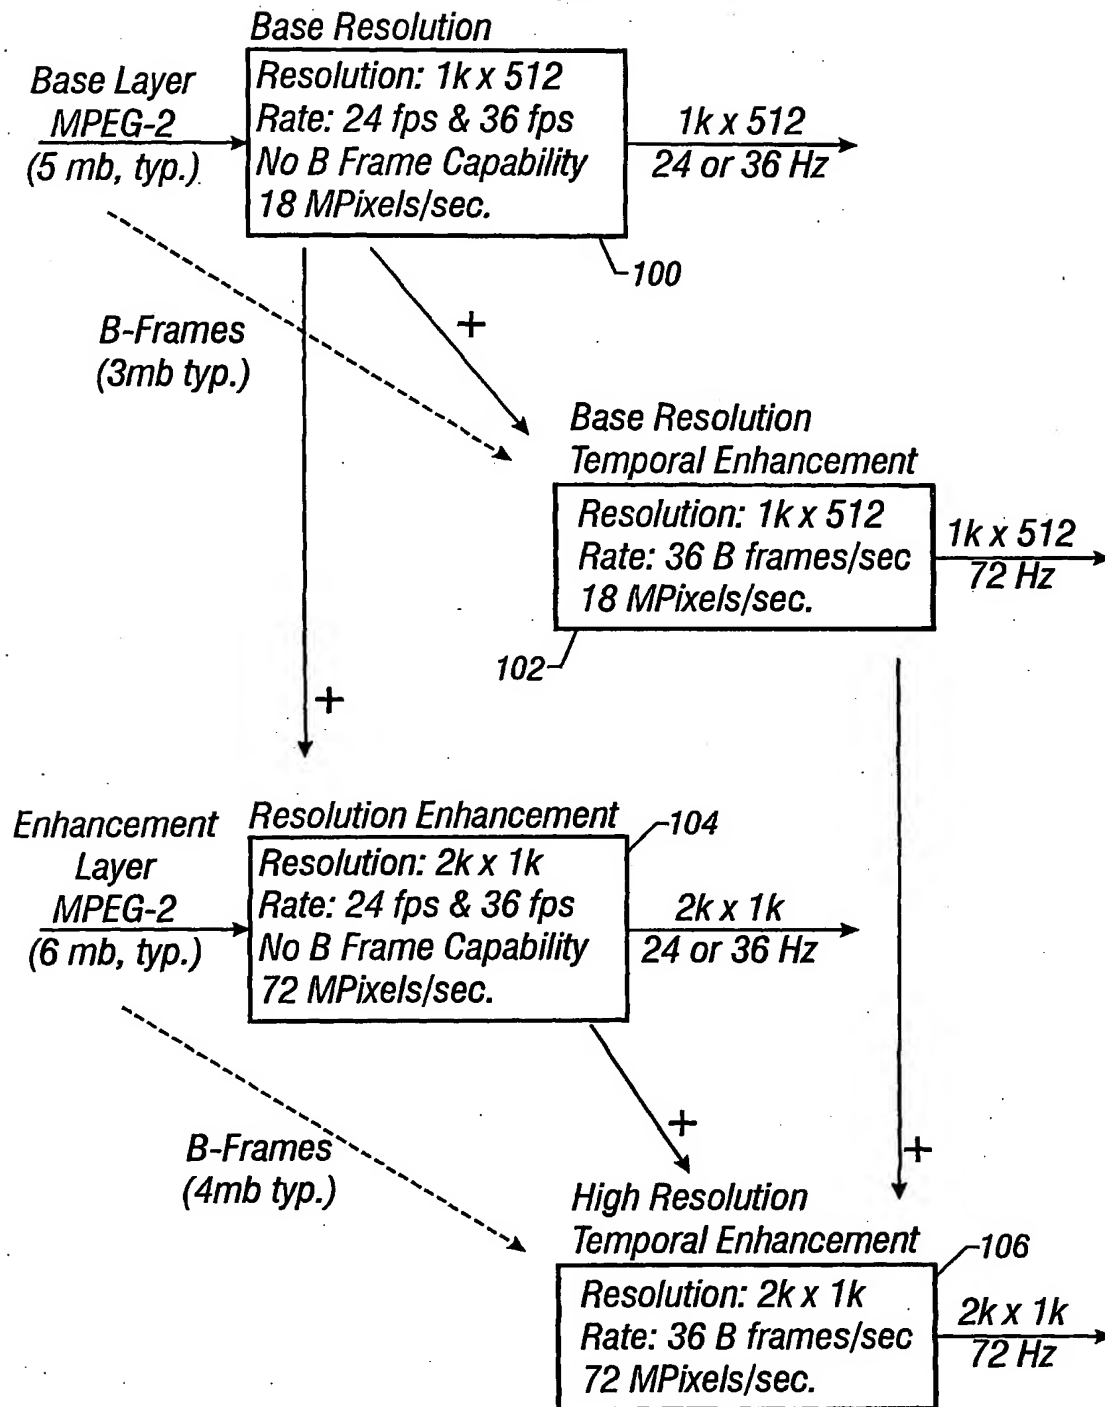 Base Resolution
Base Layer
MPEG-2
(5 mb, typ.)
Resolution: 1k x 512
Rate: 24 fps & 36 fps
No B Frame Capability
18 MPixels/sec.
1k x 512
24 or 36 Hz
100
B-Frames
(3mb typ.)
+
Base Resolution
Temporal Enhancement
Resolution: 1k x 512
Rate: 36 B frames/sec
18 MPixels/sec.
1k x 512
72 Hz
102
+
Enhancement
Layer
MPEG-2
(6 mb, typ.)
Resolution Enhancement
104
Resolution: 2k x 1k
Rate: 24 fps & 36 fps
No B Frame Capability
72 MPixels/sec.
2k x 1k
24 or 36 Hz
B-Frames
(4mb typ.)
+
+
High Resolution
Temporal Enhancement
106
Resolution: 2k x 1k
Rate: 36 B frames/sec
72 MPixels/sec.
2k x 1k
72 Hz